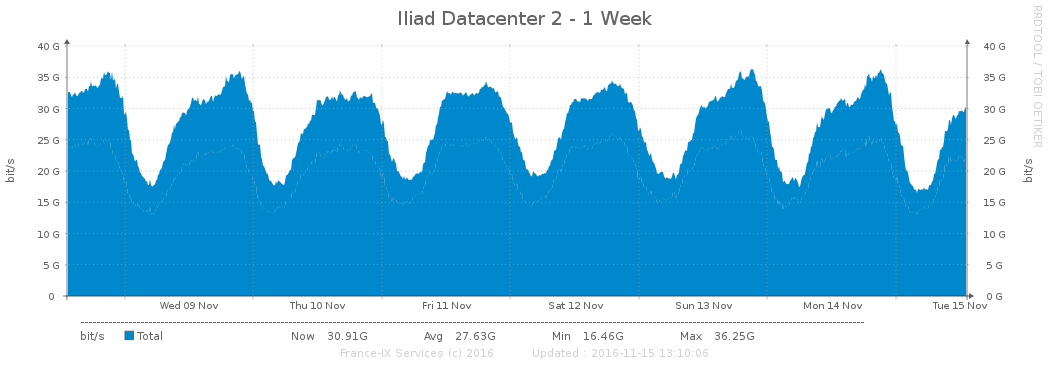 Iliad Datacenter 2 - 1 Week
RRDTOOL / TOBI OETIKER
40 G 40 G
35 G 35 G
30 G 30 G
25 G 25 G
20 G 20 G
15 G 15 G
10 G 10 G
5 G 5 G
0 0 G
bit/s
bit/s
Wed 09 Nov Thu 10 Nov Fri 11 Nov Sat 12 Nov Sun 13 Nov Mon 14 Nov Tue 15 Nov
bit/s Total Now 30.91G Avg 27.63G Min 16.46G Max 36.25G
France-IX Services (c) 2016 Updated : 2016-11-15 13:10:06